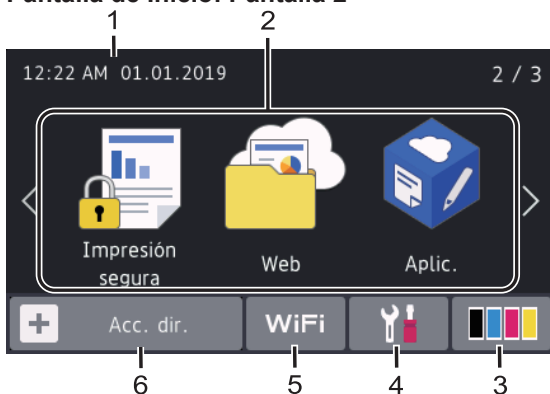 Pantalla de inicio: Pantalla 2
1 2
12:22 AM 01.01.2019 2 / 3
Impresión
segura
Web
Aplic.
Acc. dir.
WiFi
6 5 4 3